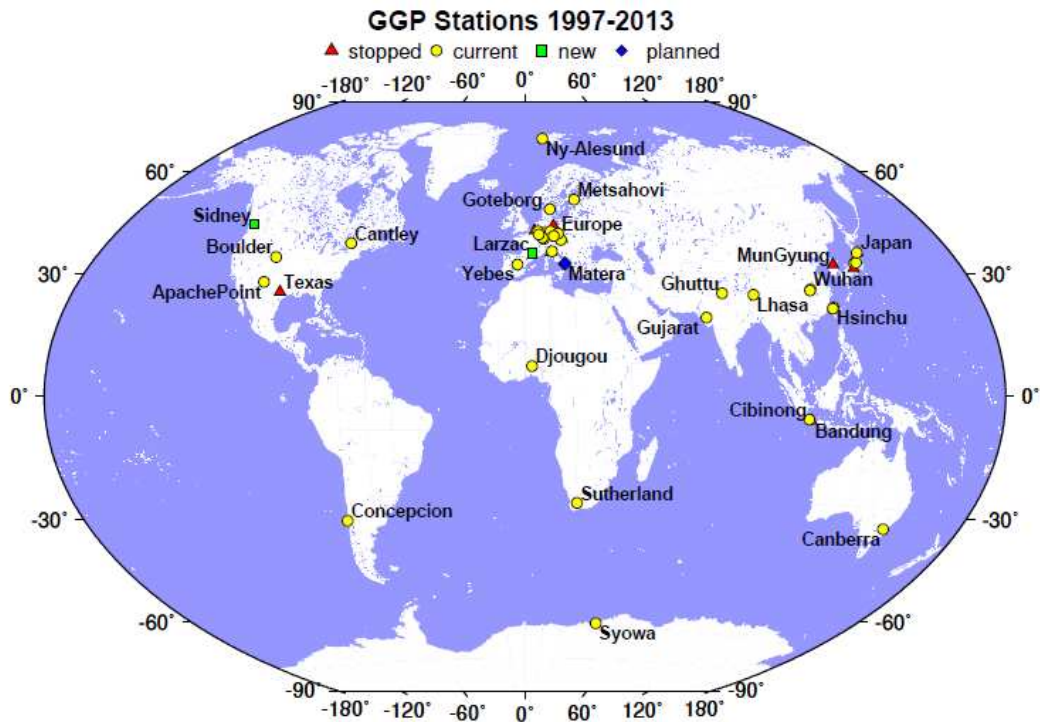 GGP Stations 1997-2013
stopped current new planned
-180° -120° -60° 0° 60° 120° 180°
90° 90°
60° 60°
30° 30°
0° 0°
-30° -30°
-60° -60°
-90° -90°
-180° -120° -60° 0° 60° 120° 180°
Ny-Alesund
Metsahovi
Goteborg
Sidney
Europe
Cantley
Boulder
Larzac
Japan
MunGyung
Yebes
Matera
Texas
Ghuttu
Wuhan
ApachePoint
Lhasa
Hsinchu
Gujarat
Djougou
Cibinong
Bandung
Sutherland
Concepcion
Canberra
Syowa